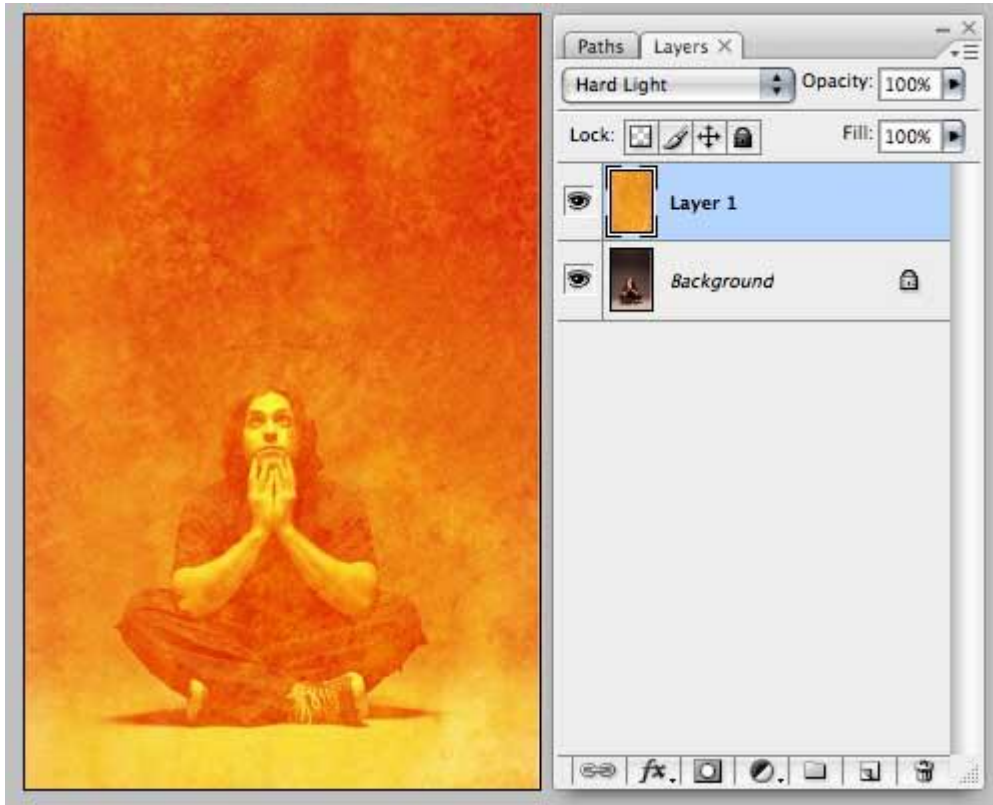 Paths Layers ×
Hard Light Opacity: 100%
Lock: Fill: 100%
Layer 1
Background
fx.